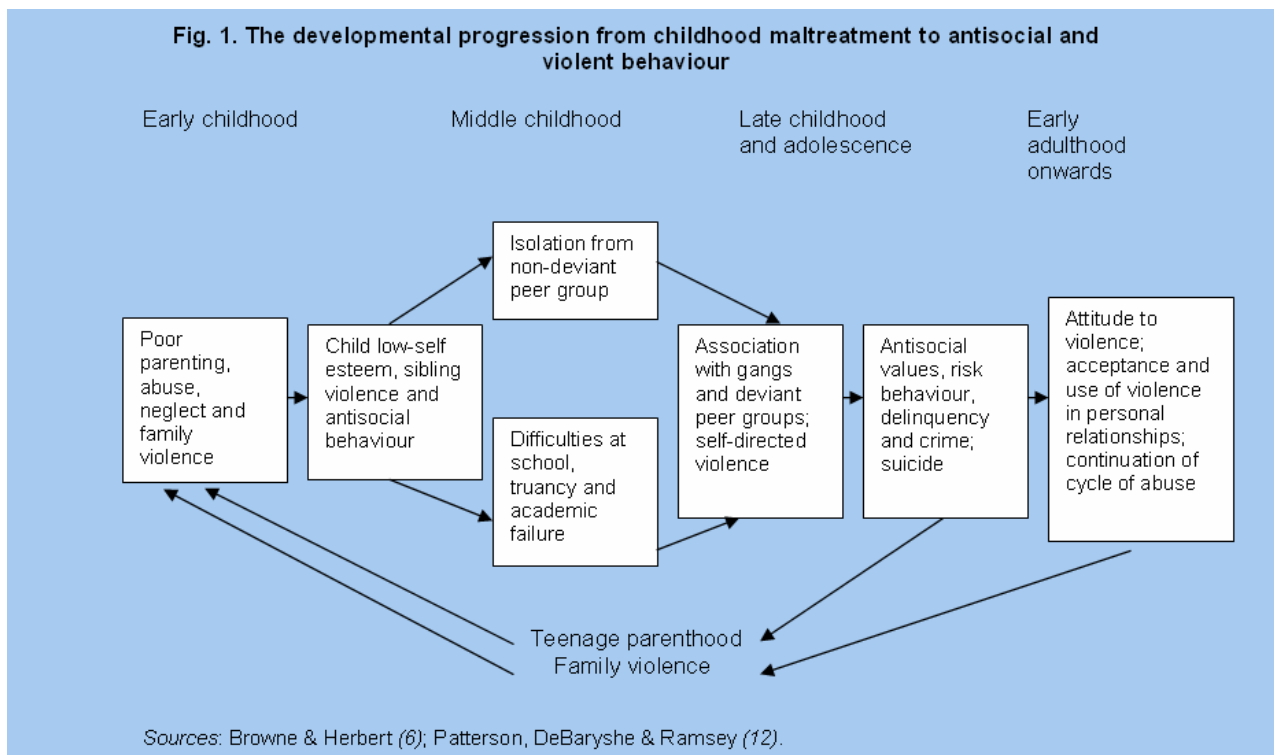 Fig. 1. The developmental progression from childhood maltreatment to antisocial and
violent behaviour
Early childhood
Middle childhood
Late childhood
and adolescence
Early
adulthood
onwards
Poor
parenting,
abuse,
neglect and
family
violence
Child low-self
esteem, sibling
violence and
antisocial
behaviour
Isolation from
non-deviant
peer group
Difficulties at
school,
truancy and
academic
failure
Association
with gangs
and deviant
peer groups;
self-directed
violence
Antisocial
values, risk
behaviour,
delinquency
and crime;
suicide
Attitude to
violence;
acceptance and
use of violence
in personal
relationships;
continuation of
cycle of abuse
Teenage parenthood
Family violence
Sources: Browne & Herbert (6); Patterson, DeBaryshe & Ramsey (12).